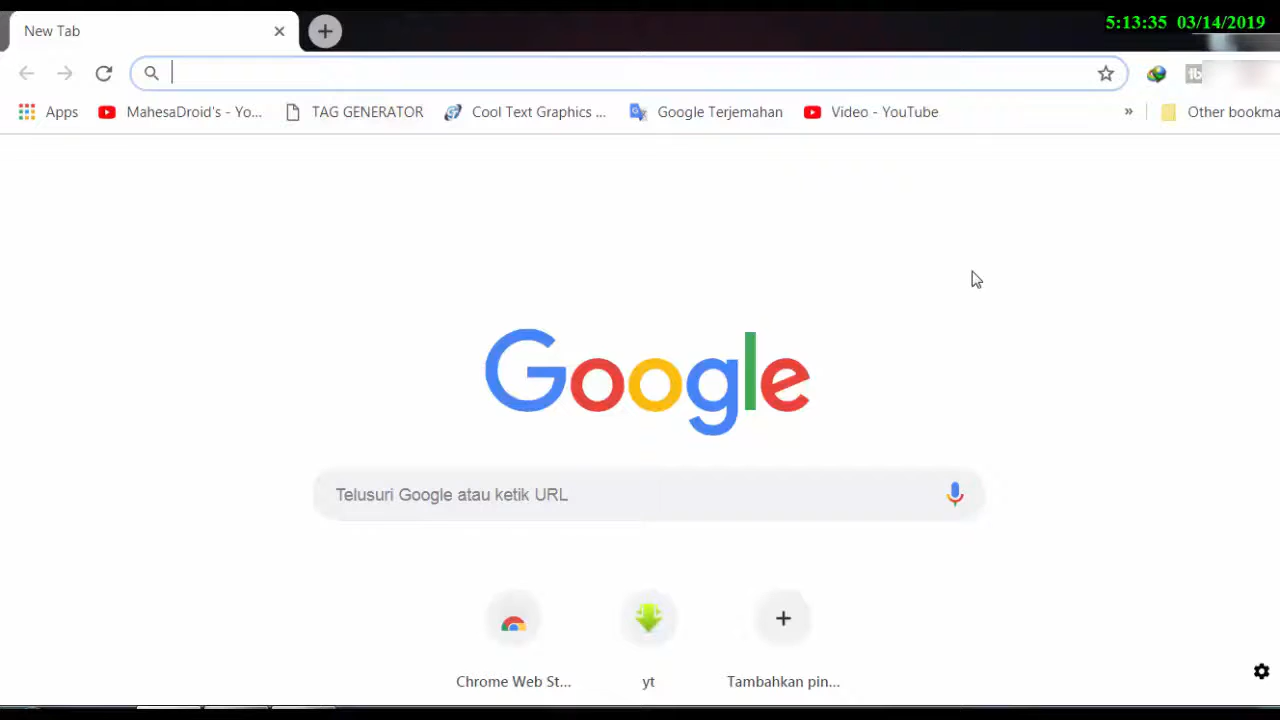 5:13:35 03/14/2019
New Tab
Apps MahesaDroid's - Yo... TAG GENERATOR Cool Text Graphics ... Google Terjemahan Video - YouTube » Other bookma
Google
Telusuri Google atau ketik URL
Chrome Web St... yt Tambahkan pin...